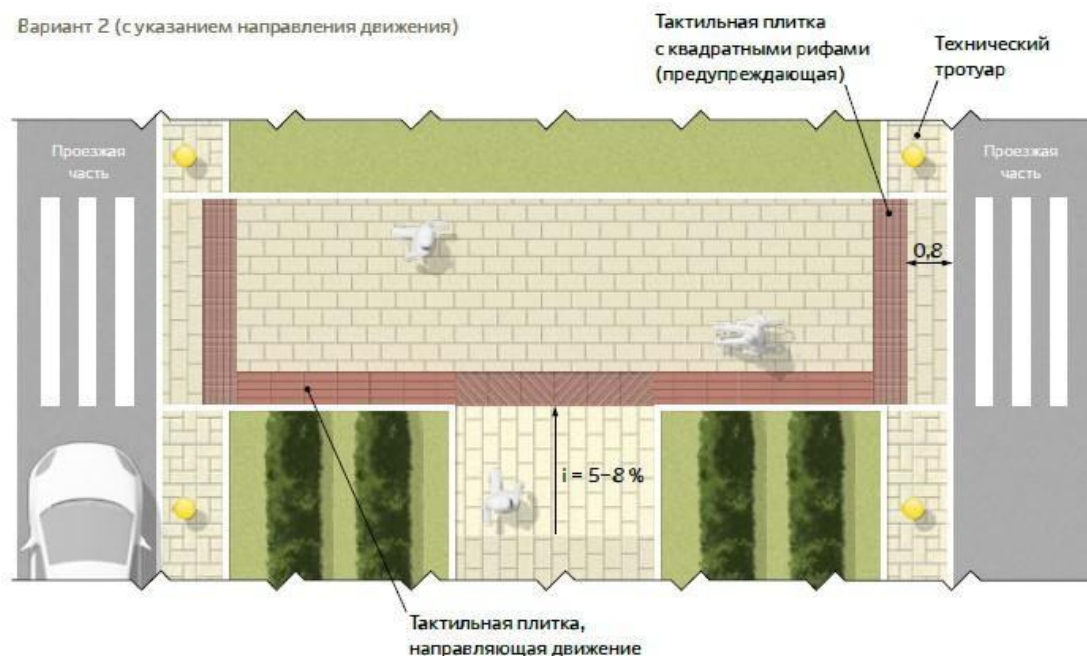 Вариант 2 (с указанием направления движения)
Тактильная плитка
с квадратными рифами
(предупреждающая)
Технический
тротуар
Проезжая
часть
Проезжая
часть
0,8
i = 5–8 %
Тактильная плитка,
направляющая движение